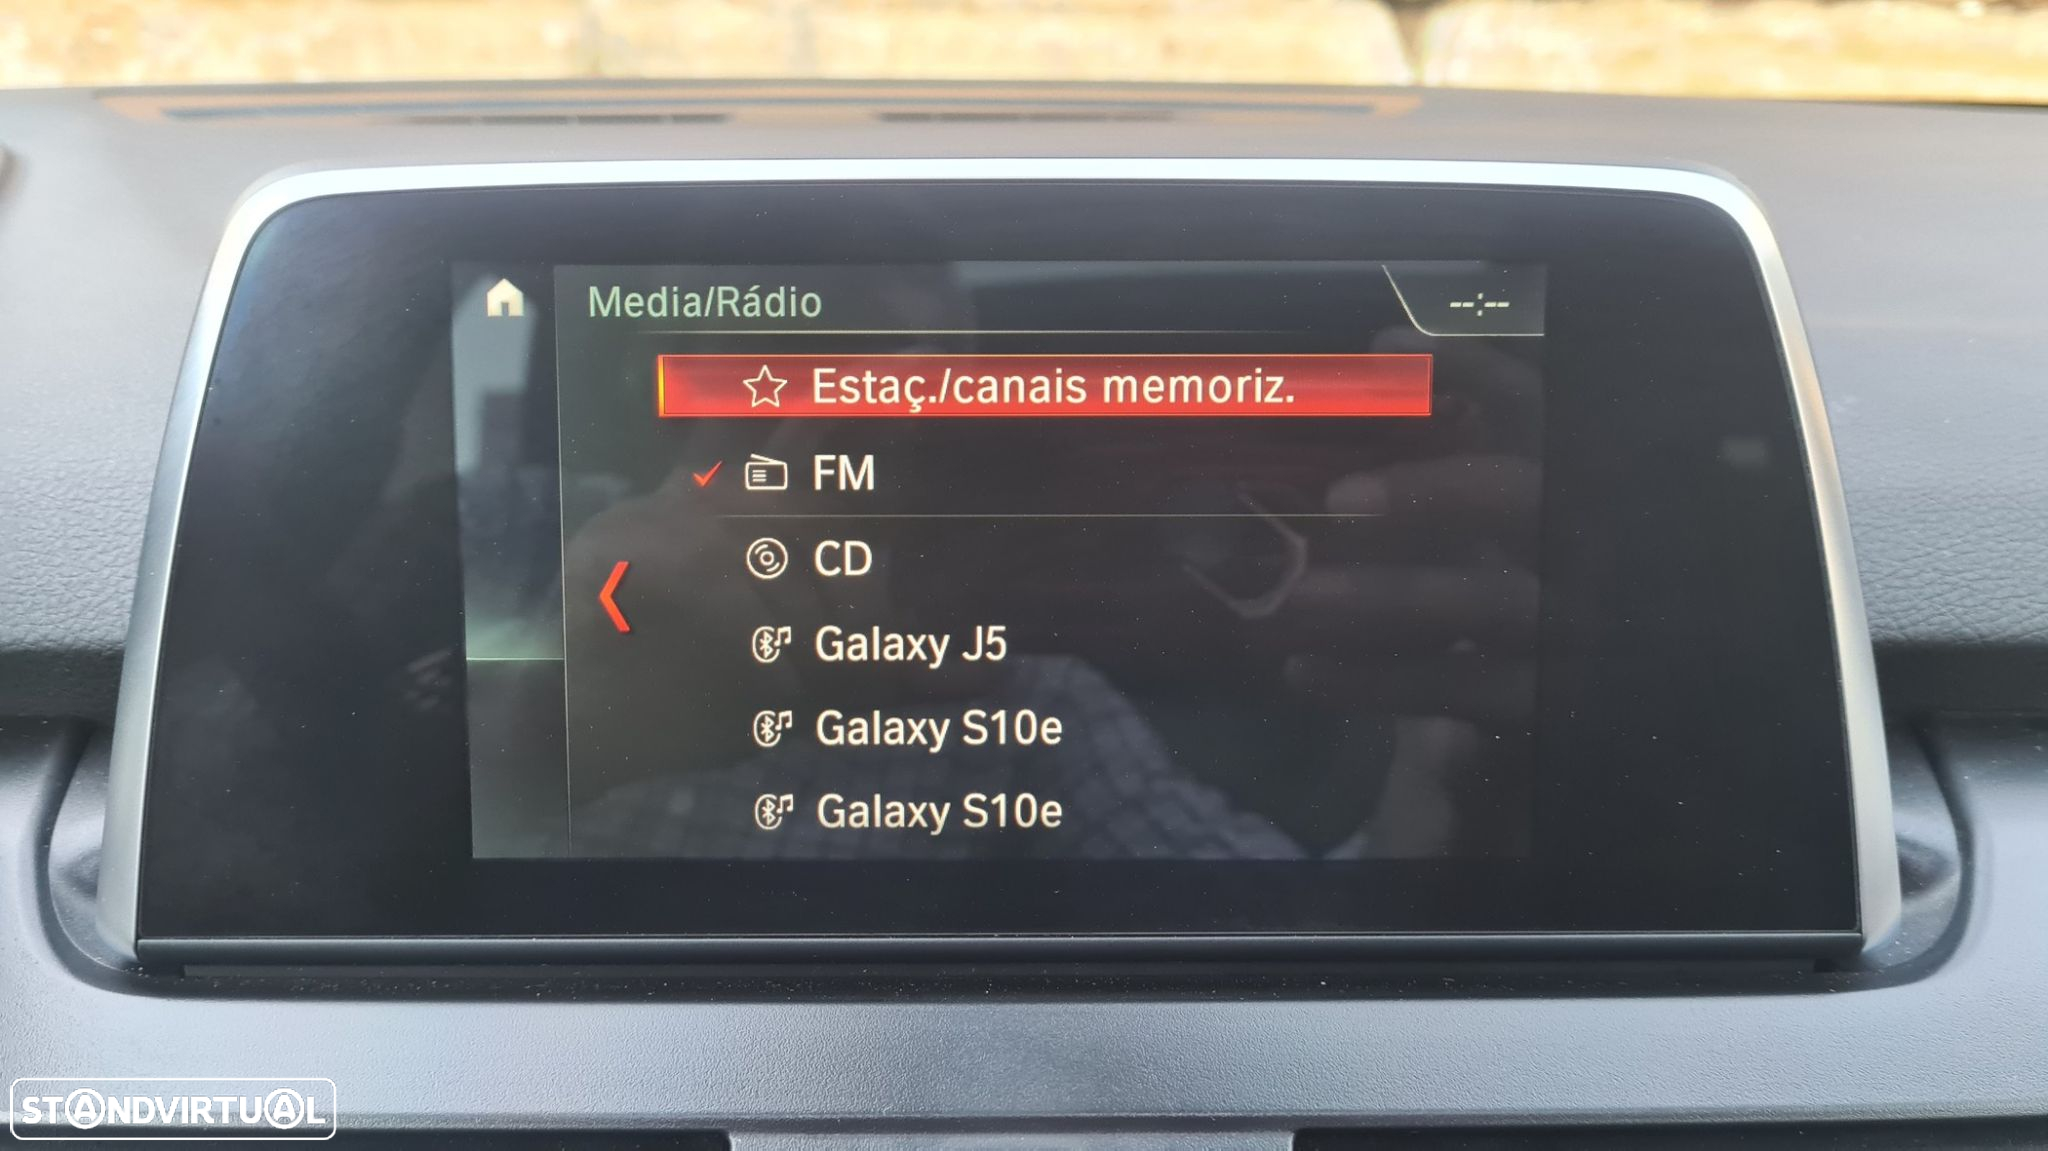 Media/Rádio
--:--
Estaç./canais memoriz.
FM
CD
Galaxy J5
Galaxy S10e
Galaxy S10e
STANDVIRTUAL